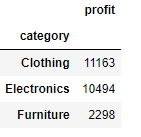 profit
category
Clothing 11163
Electronics 10494
Furniture 2298